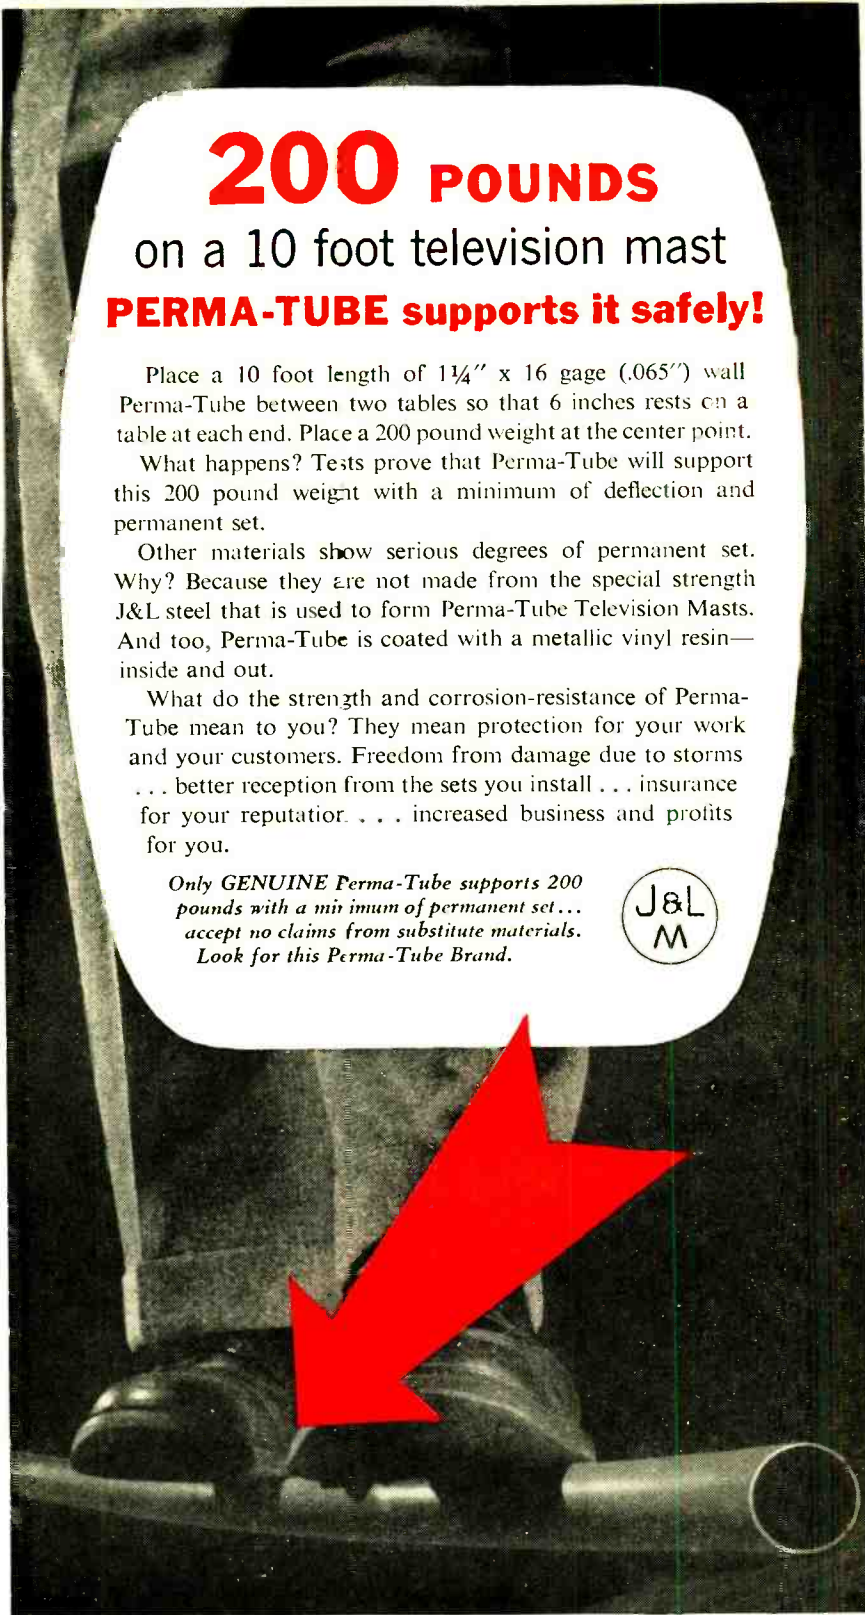 200 POUNDS
on a 10 foot television mast
PERMA-TUBE supports it safely!
Place a 10 foot length of 1¼" x 16 gage (.065") wall
Perma-Tube between two tables so that 6 inches rests on a
table at each end. Place a 200 pound weight at the center point.
What happens? Tests prove that Perma-Tube will support
this 200 pound weight with a minimum of deflection and
permanent set.
Other materials show serious degrees of permanent set.
Why? Because they are not made from the special strength
J&L steel that is used to form Perma-Tube Television Masts.
And too, Perma-Tube is coated with a metallic vinyl resin—
inside and out.
What do the strength and corrosion-resistance of Perma-
Tube mean to you? They mean protection for your work
and your customers. Freedom from damage due to storms
. . . better reception from the sets you install . . . insurance
for your reputation . . . increased business and profits
for you.
Only GENUINE Perma-Tube supports 200
pounds with a minimum of permanent set...
accept no claims from substitute materials.
Look for this Perma-Tube Brand.
J&L
M